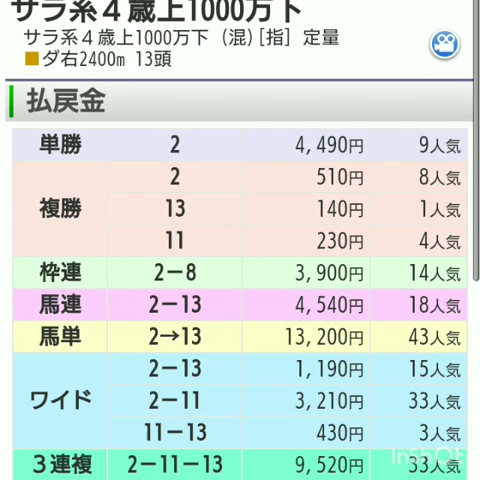 サラ系４歳上1000万下
サラ系４歳上1000万下 (混)[指] 定量
ダ右2400m 13頭
払戻金
単勝 2 4,490円 9人気
複勝 2 510円 8人気
13 140円 1人気
11 230円 4人気
枠連 2－8 3,900円 14人気
馬連 2－13 4,540円 18人気
馬単 2→13 13,200円 43人気
ワイド 2－13 1,190円 15人気
2－11 3,210円 33人気
11－13 430円 3人気
３連複 2－11－13 9,520円 33人気
InShOt